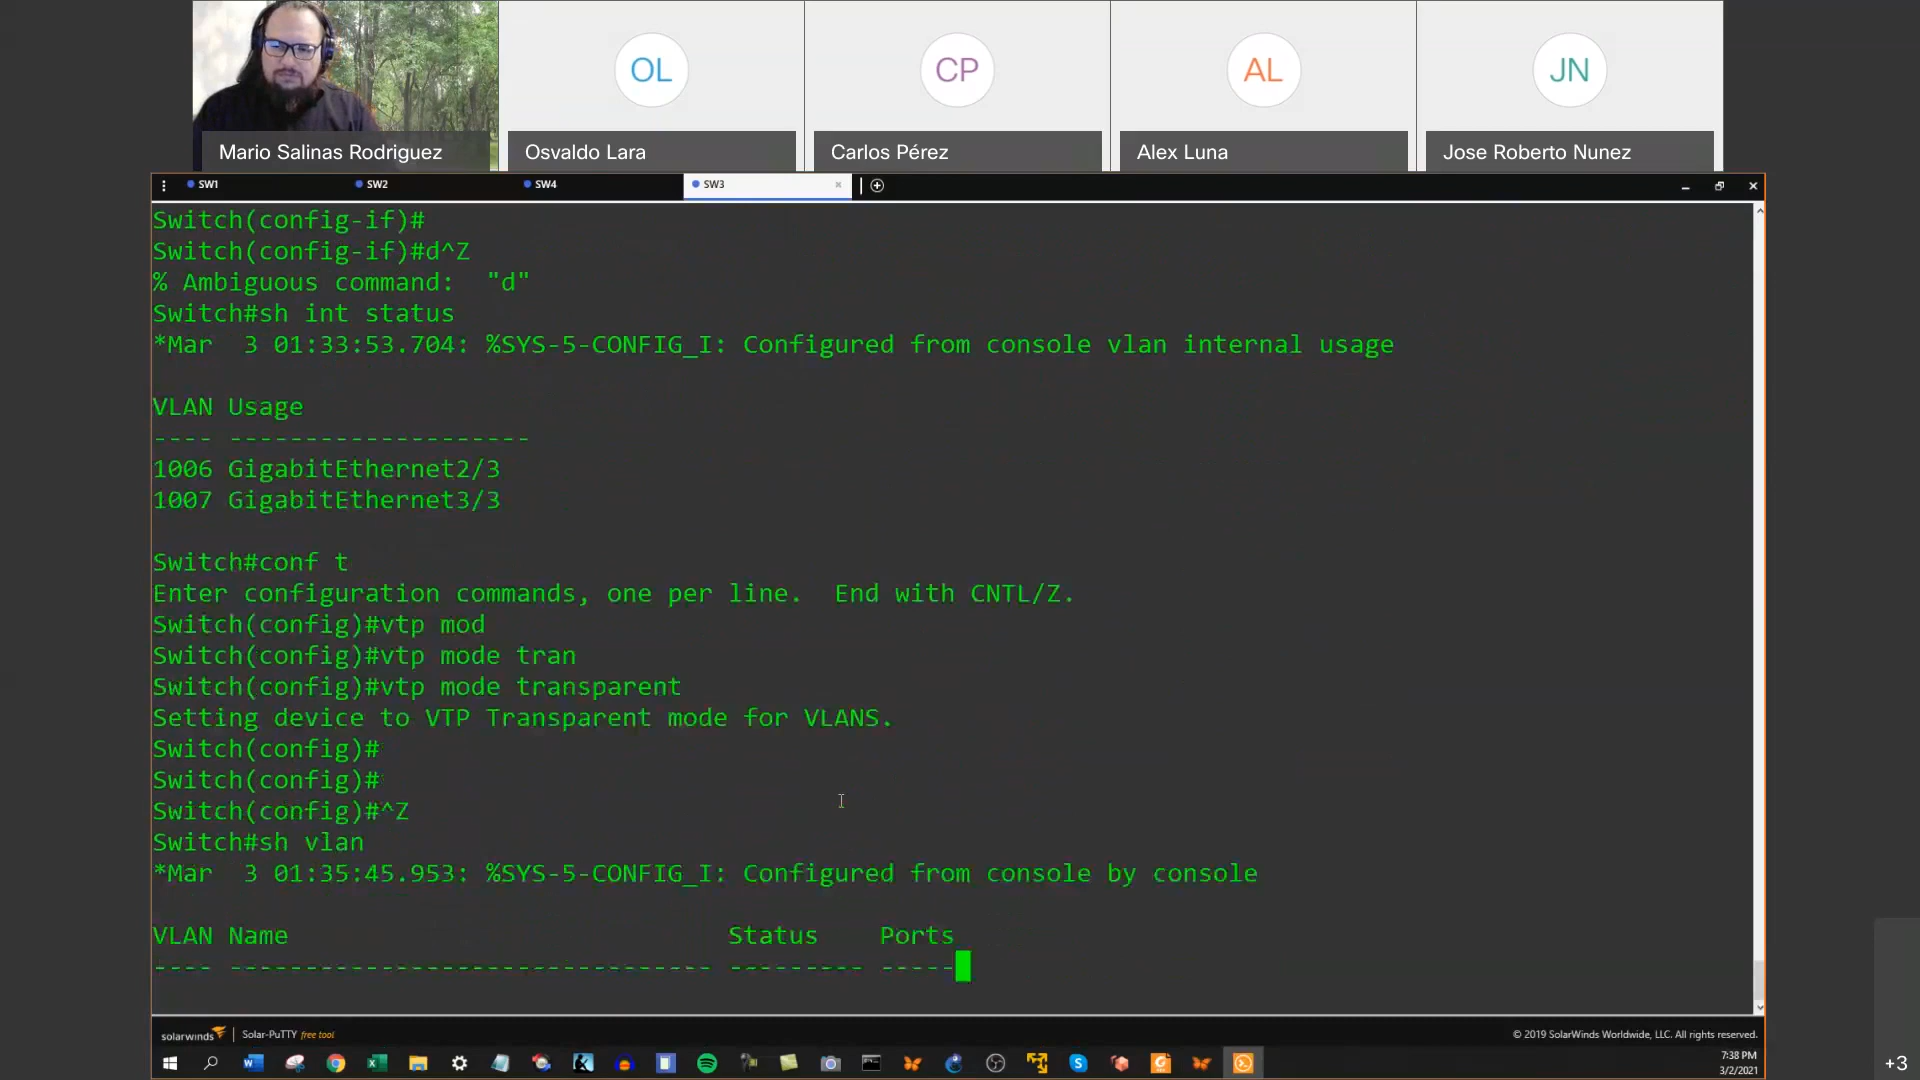 OL
CP
AL
JN
Mario Salinas Rodriguez
Osvaldo Lara
Carlos Pérez
Alex Luna
Jose Roberto Nunez
SW1
SW2
SW4
SW3
Switch(config-if)#
Switch(config-if)#d^Z
% Ambiguous command:  "d"
Switch#sh int status
*Mar  3 01:33:53.704: %SYS-5-CONFIG_I: Configured from console vlan internal usage
VLAN Usage
---- --------------------
1006 GigabitEthernet2/3
1007 GigabitEthernet3/3
Switch#conf t
Enter configuration commands, one per line.  End with CNTL/Z.
Switch(config)#vtp mod
Switch(config)#vtp mode tran
Switch(config)#vtp mode transparent
Setting device to VTP Transparent mode for VLANS.
Switch(config)#
Switch(config)#
Switch(config)#^Z
Switch#sh vlan
*Mar  3 01:35:45.953: %SYS-5-CONFIG_I: Configured from console by console
VLAN Name                             Status    Ports
---- -------------------------------- --------- -----
solarwinds | Solar-PuTTY free tool
© 2019 SolarWinds Worldwide, LLC. All rights reserved.
7:38 PM
3/2/2021
+3